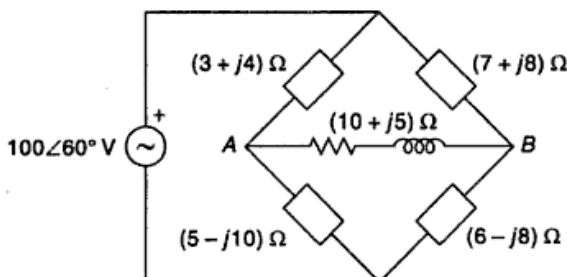 (3 + j4) Ω
(7 + j8) Ω
(10 + j5) Ω
+
100∠60° V
A
B
(5 – j10) Ω
(6 – j8) Ω